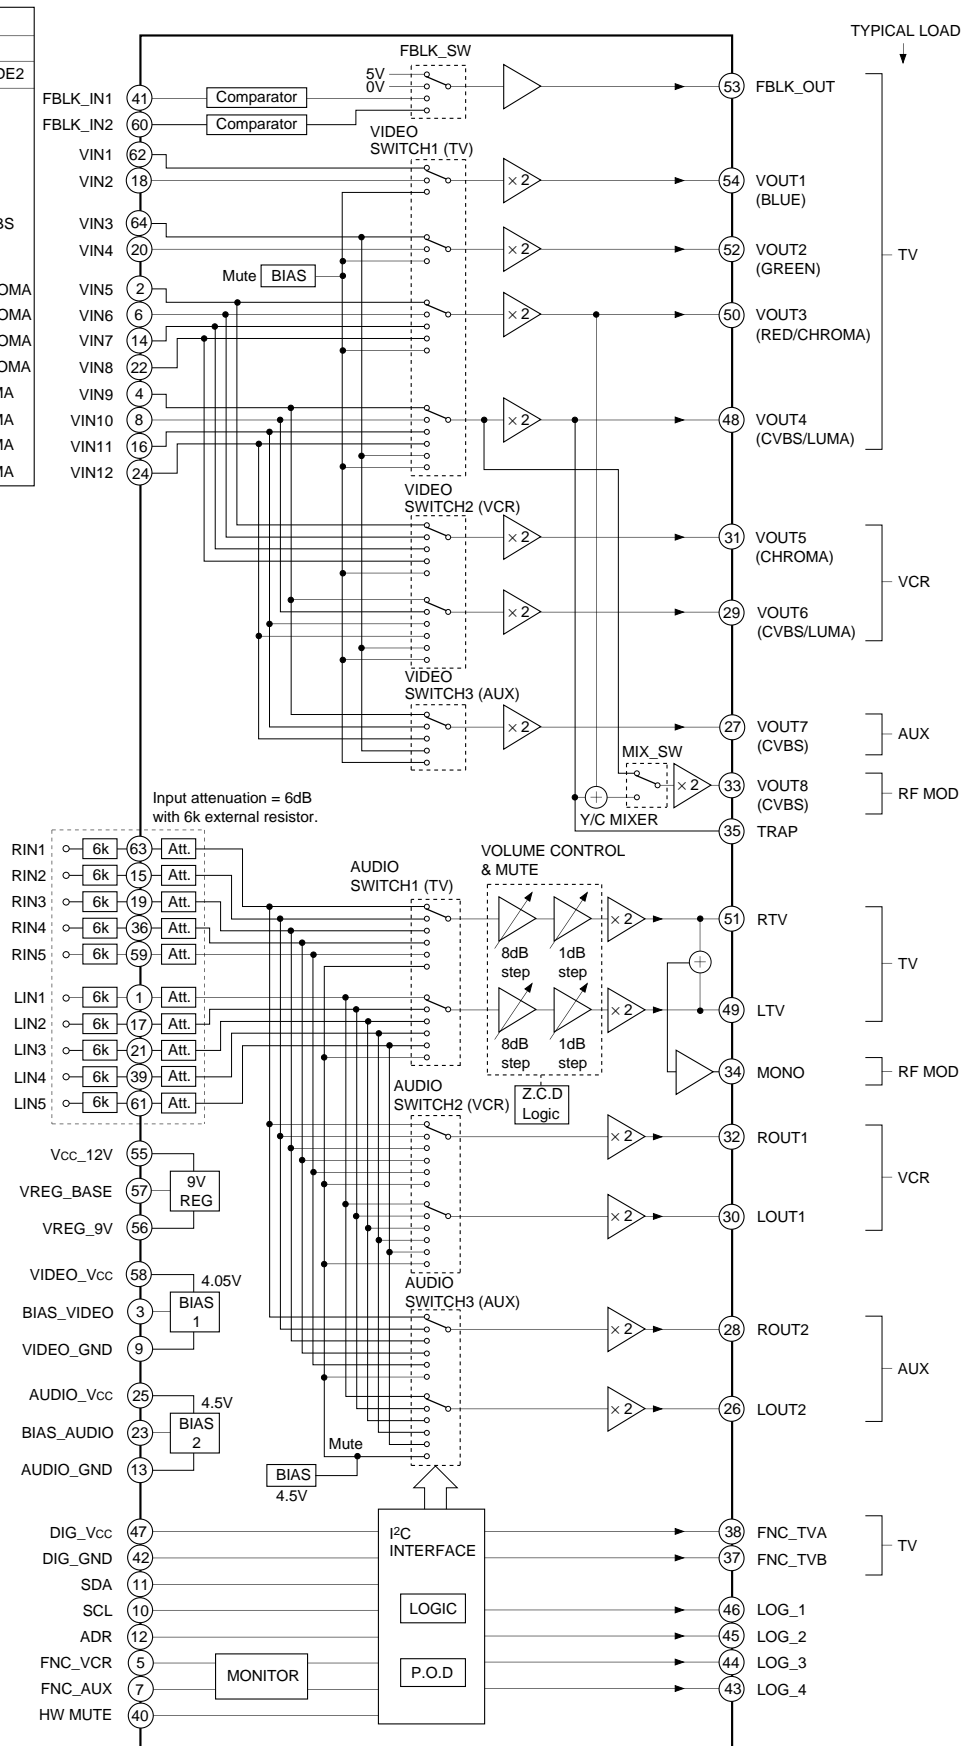 DE2
BS
OMA
OMA
OMA
OMA
MA
MA
MA
MA
TYPICAL LOAD
FBLK_SW
5V
0V
FBLK_IN1 41 Comparator
53 FBLK_OUT
FBLK_IN2 60 Comparator
VIDEO
SWITCH1 (TV)
VIN1 62
VIN2 18
× 2 54 VOUT1
(BLUE)
VIN3 64
VIN4 20
× 2 52 VOUT2
(GREEN)
TV
Mute BIAS
VIN5 2
VIN6 6
× 2 50 VOUT3
(RED/CHROMA)
VIN7 14
VIN8 22
VIN9 4
VIN10 8
× 2 48 VOUT4
(CVBS/LUMA)
VIN11 16
VIN12 24
VIDEO
SWITCH2 (VCR)
× 2 31 VOUT5
(CHROMA)
VCR
× 2 29 VOUT6
(CVBS/LUMA)
VIDEO
SWITCH3 (AUX)
× 2 27 VOUT7
(CVBS)
AUX
MIX_SW
× 2 33 VOUT8
(CVBS)
RF MOD
Y/C MIXER
35 TRAP
Input attenuation = 6dB
with 6k external resistor.
RIN1 6k 63 Att.
RIN2 6k 15 Att.
RIN3 6k 19 Att.
RIN4 6k 36 Att.
RIN5 6k 59 Att.
LIN1 6k 1 Att.
LIN2 6k 17 Att.
LIN3 6k 21 Att.
LIN4 6k 39 Att.
LIN5 6k 61 Att.
AUDIO
SWITCH1 (TV)
VOLUME CONTROL
& MUTE
8dB
step
1dB
step
× 2 51 RTV
TV
8dB
step
1dB
step
× 2 49 LTV
34 MONO
RF MOD
Z.C.D
Logic
AUDIO
SWITCH2 (VCR)
× 2 32 ROUT1
VCR
× 2 30 LOUT1
Vcc_12V 55
VREG_BASE 57
9V
REG
VREG_9V 56
VIDEO_Vcc 58
4.05V
BIAS_VIDEO 3
BIAS
1
VIDEO_GND 9
AUDIO
SWITCH3 (AUX)
× 2 28 ROUT2
AUX
× 2 26 LOUT2
AUDIO_Vcc 25
4.5V
BIAS_AUDIO 23
BIAS
2
AUDIO_GND 13
Mute
BIAS
4.5V
I2C
INTERFACE
LOGIC
P.O.D
DIG_Vcc 47
DIG_GND 42
SDA 11
SCL 10
ADR 12
FNC_VCR 5
FNC_AUX 7
HW MUTE 40
MONITOR
38 FNC_TVA
37 FNC_TVB
TV
46 LOG_1
45 LOG_2
44 LOG_3
43 LOG_4